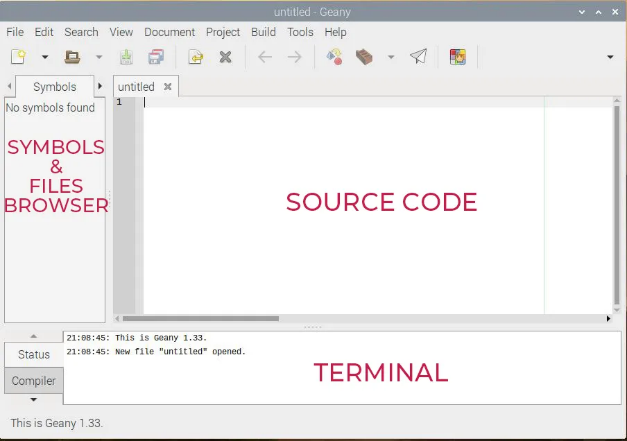 untitled - Geany
File Edit Search View Document Project Build Tools Help
Symbols
untitled
No symbols found
1
SYMBOLS
&
FILES
BROWSER
SOURCE CODE
21:08:45: This is Geany 1.33.
21:08:45: New file "untitled" opened.
Status
Compiler
TERMINAL
This is Geany 1.33.